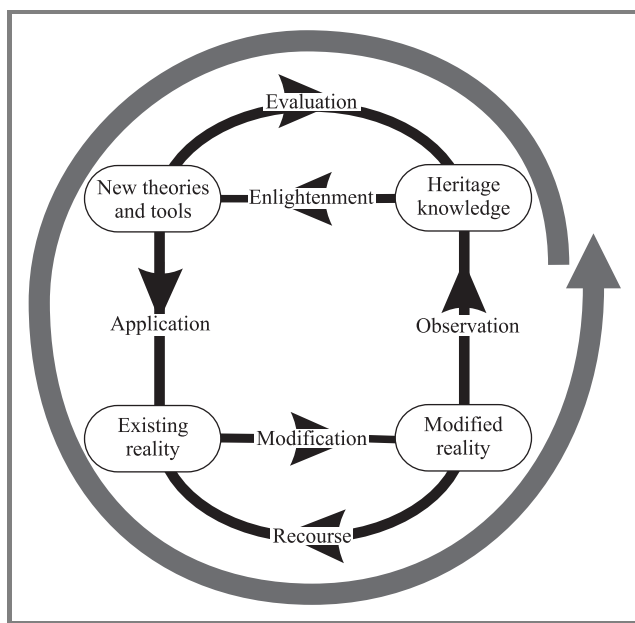 Evaluation
New theories
and tools
Enlightenment
Heritage
knowledge
Application
Observation
Existing
reality
Modification
Modified
reality
Recourse